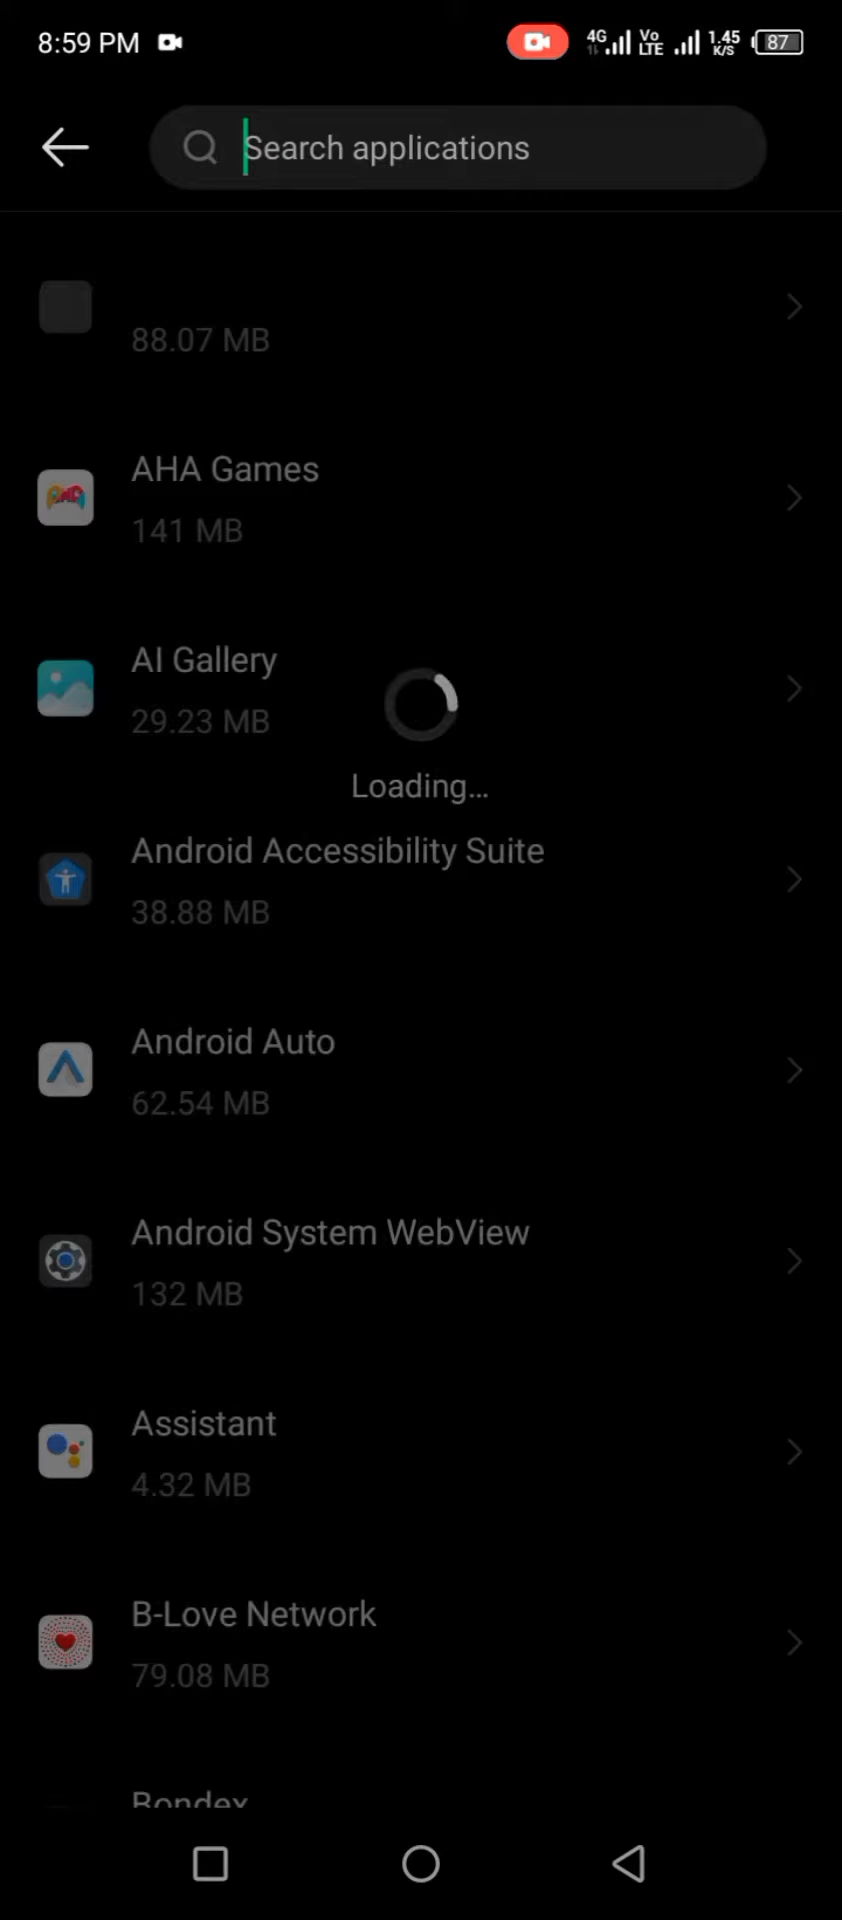 8:59 PM
4G Vo LTE 1.45 K/S 87
Search applications
88.07 MB
AHA Games
141 MB
AI Gallery
29.23 MB
Loading...
Android Accessibility Suite
38.88 MB
Android Auto
62.54 MB
Android System WebView
132 MB
Assistant
4.32 MB
B-Love Network
79.08 MB
Bondex